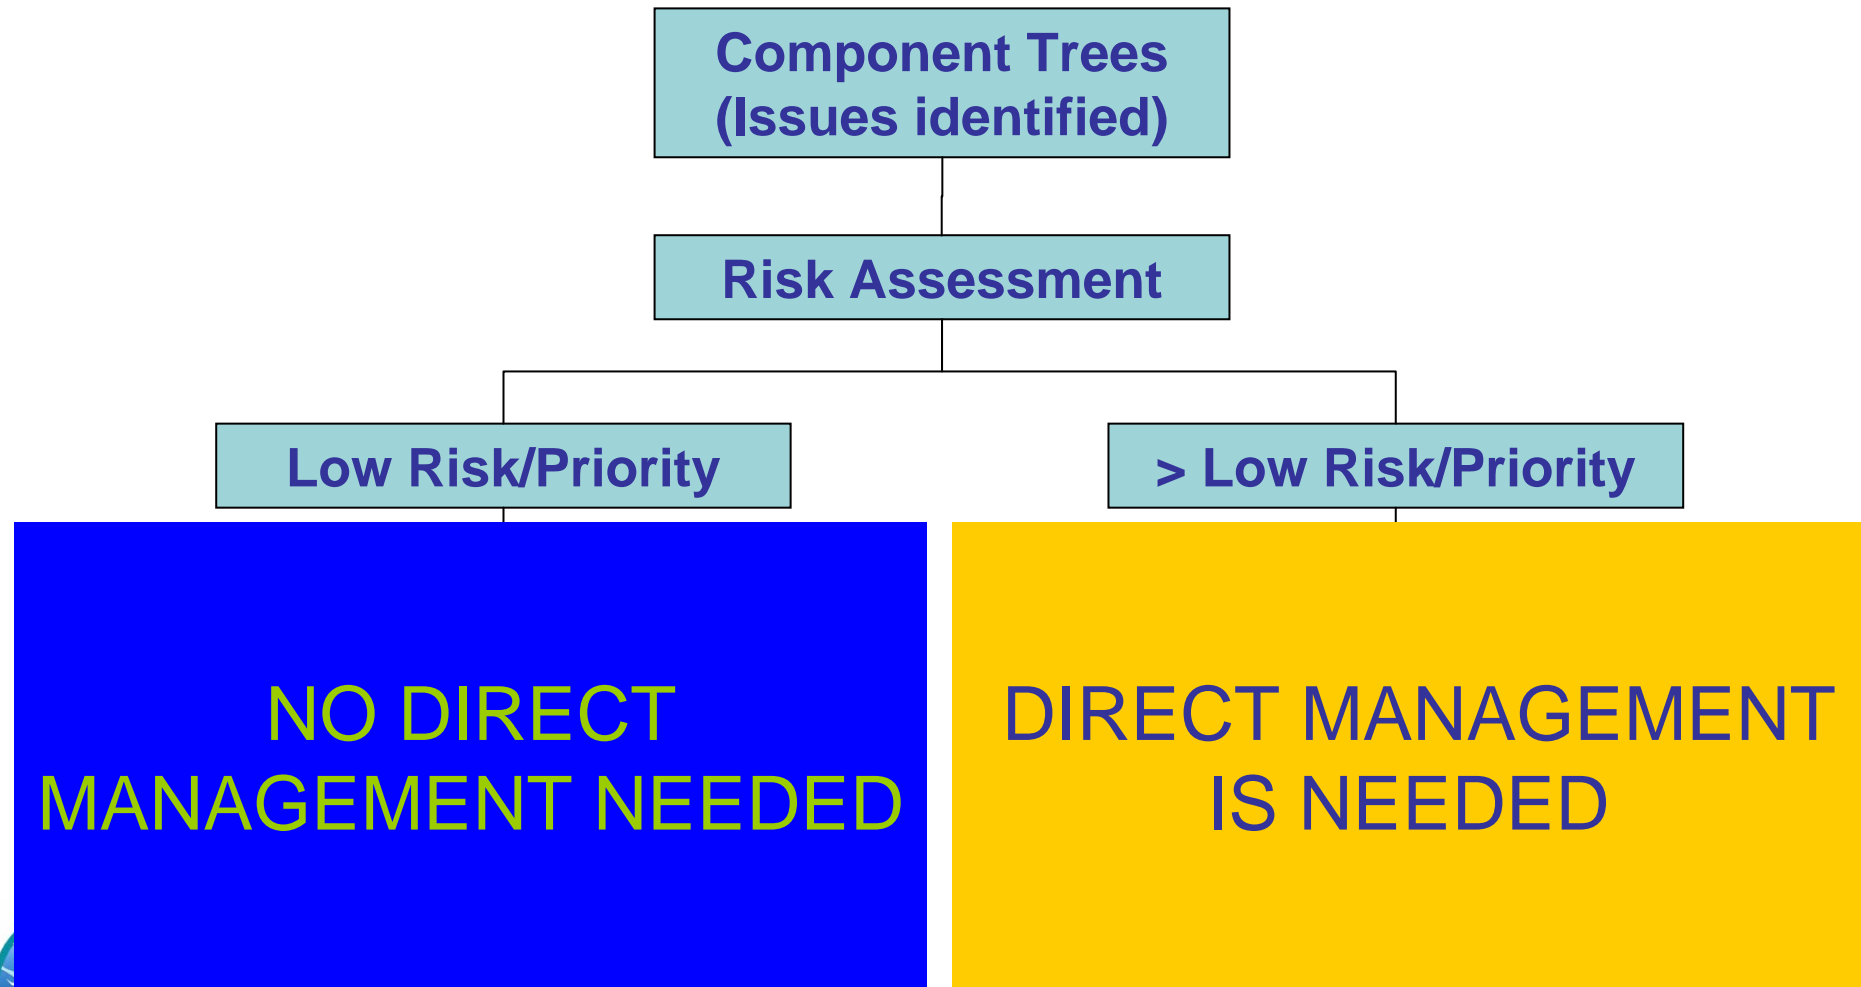 Component Trees
(Issues identified)
Risk Assessment
Low Risk/Priority
> Low Risk/Priority
NO DIRECT
MANAGEMENT NEEDED
DIRECT MANAGEMENT
IS NEEDED